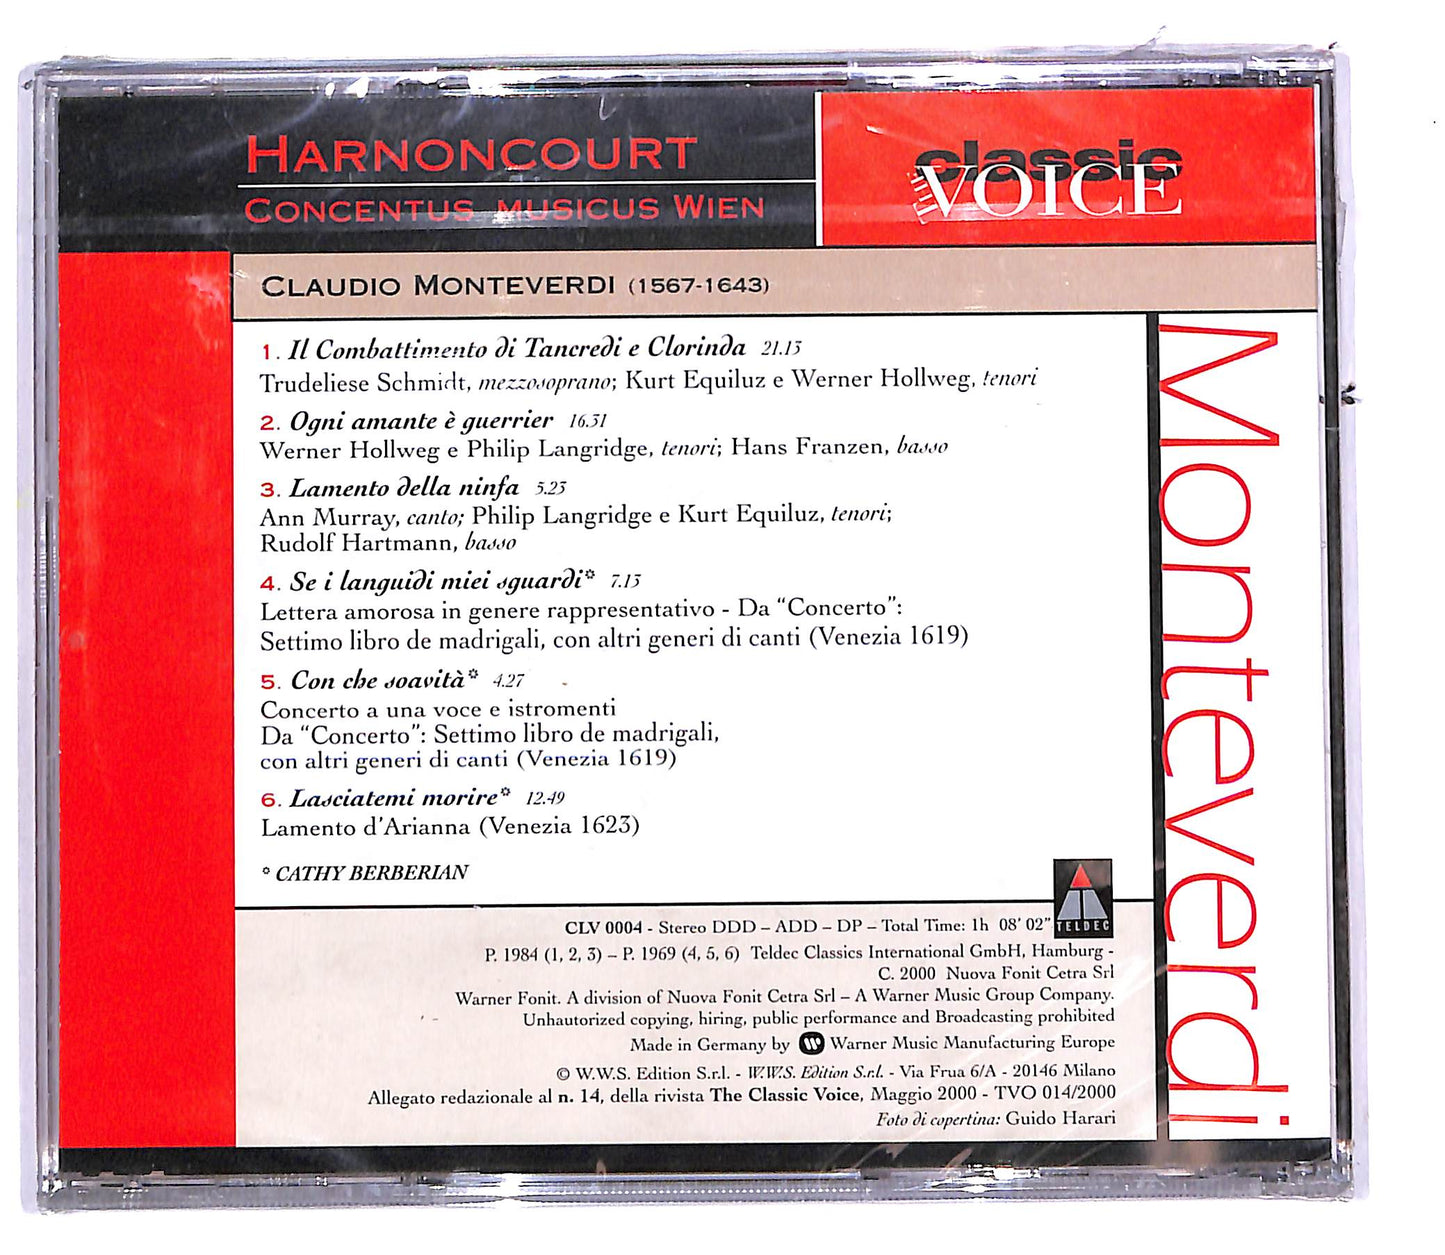 HARNONCOURT
CONCENTUS MUSICUS WIEN
classic
THE VOICE
CLAUDIO MONTEVERDI (1567-1643)
1. Il Combattimento di Tancredi e Clorinda 21.13
Trudeliese Schmidt, mezzosoprano; Kurt Equiluz e Werner Hollweg, tenori
2. Ogni amante è guerrier 16.31
Werner Hollweg e Philip Langridge, tenori; Hans Franzen, basso
3. Lamento della ninfa 5.23
Ann Murray, canto; Philip Langridge e Kurt Equiluz, tenori;
Rudolf Hartmann, basso
4. Se i languidi miei sguardi* 7.13
Lettera amorosa in genere rappresentativo - Da "Concerto":
Settimo libro de madrigali, con altri generi di canti (Venezia 1619)
5. Con che soavità* 4.27
Concerto a una voce e istromenti
Da "Concerto": Settimo libro de madrigali,
con altri generi di canti (Venezia 1619)
6. Lasciatemi morire* 12.49
Lamento d'Arianna (Venezia 1623)
* CATHY BERBERIAN
Monteverdi
TELDEC
CLV 0004 - Stereo DDD – ADD – DP – Total Time: 1h 08' 02"
P. 1984 (1, 2, 3) – P. 1969 (4, 5, 6) Teldec Classics International GmbH, Hamburg -
C. 2000 Nuova Fonit Cetra Srl
Warner Fonit. A division of Nuova Fonit Cetra Srl – A Warner Music Group Company.
Unhautorized copying, hiring, public performance and Broadcasting prohibited
Made in Germany by Warner Music Manufacturing Europe
© W.W.S. Edition S.r.l. - W.W.S. Edition S.r.l. - Via Frua 6/A - 20146 Milano
Allegato redazionale al n. 14, della rivista The Classic Voice, Maggio 2000 - TVO 014/2000
Foto di copertina: Guido Harari